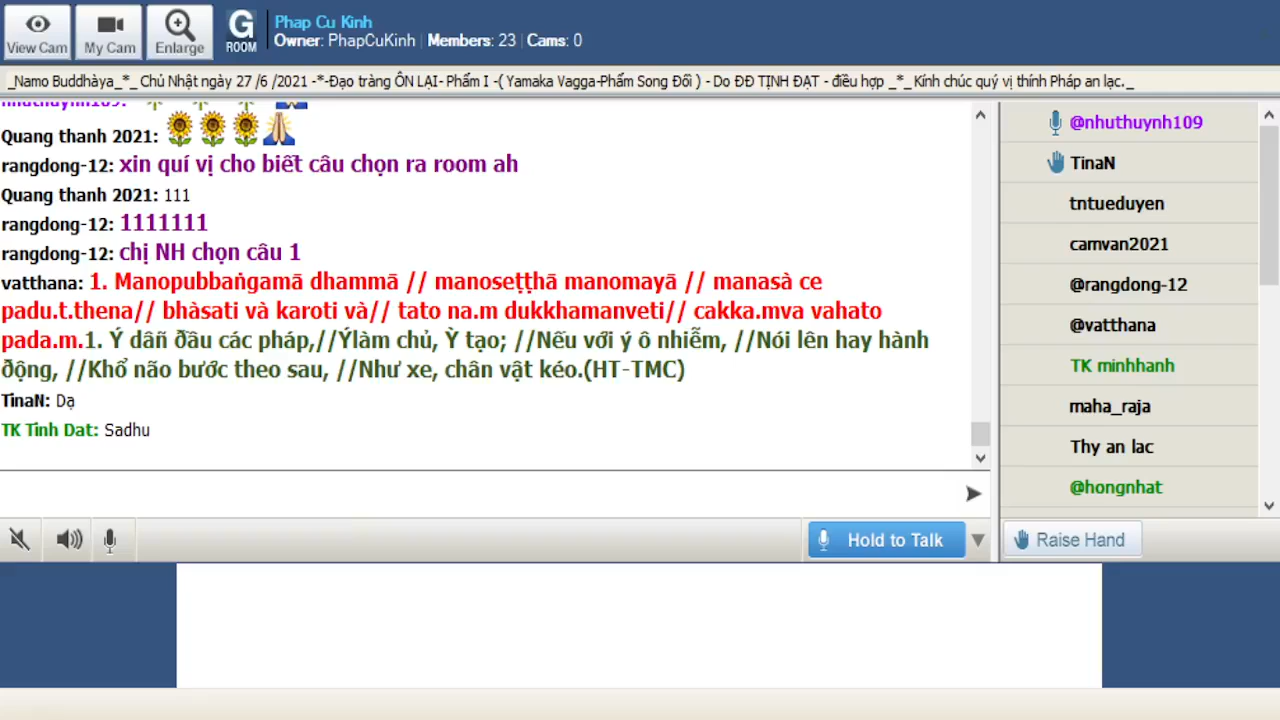 View Cam
My Cam
Enlarge
G
ROOM
Phap Cu Kinh
Owner: PhapCuKinh | Members: 23 | Cams: 0
_Namo Buddhàya_*_ Chủ Nhật ngày 27 /6 /2021 -*-Đạo tràng ÔN LẠI- Phẩm I -( Yamaka Vagga-Phẩm Song Đối ) - Do ĐĐ TỊNH ĐẠT - điều hợp _*_Kính chúc quý vị thính Pháp an lạc._
nhuthuynh109:
Quang thanh 2021:
rangdong-12: xin quí vị cho biết câu chọn ra room ah
Quang thanh 2021: 111
rangdong-12: 1111111
rangdong-12: chị NH chọn câu 1
vatthana: 1. Manopubbaṅgamā dhammā // manoseṭṭhā manomayā // manasà ce
padu.t.thena// bhàsati và karoti và// tato na.m dukkhamanveti// cakka.mva vahato
pada.m.1. Ý dẫn ðầu các pháp,//Ýlàm chủ, Ỳ tạo; //Nếu với ý ô nhiễm, //Nói lên hay hành
ðộng, //Khổ não bước theo sau, //Như xe, chân vật kéo.(HT-TMC)
TinaN: Dạ
TK Tinh Dat: Sadhu
@nhuthuynh109
TinaN
tntueduyen
camvan2021
@rangdong-12
@vatthana
TK minhhanh
maha_raja
Thy an lac
@hongnhat
Hold to Talk
Raise Hand